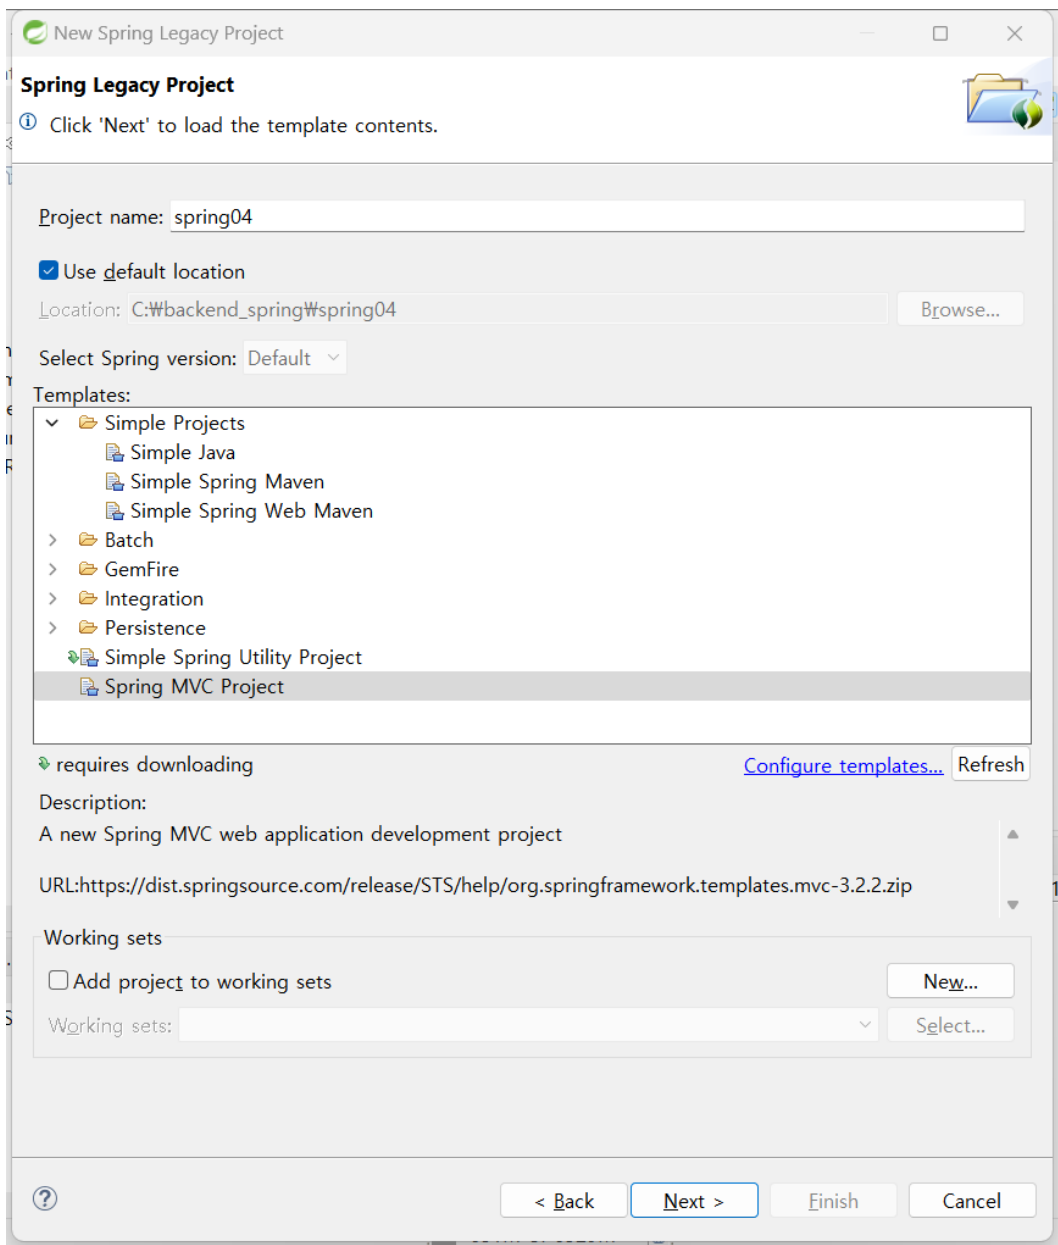 New Spring Legacy Project
Spring Legacy Project
Click 'Next' to load the template contents.
Project name: spring04
Use default location
Location: C:₩backend_spring₩spring04 Browse...
Select Spring version: Default
Templates:
Simple Projects
Simple Java
Simple Spring Maven
Simple Spring Web Maven
Batch
GemFire
Integration
Persistence
Simple Spring Utility Project
Spring MVC Project
requires downloading Configure templates... Refresh
Description:
A new Spring MVC web application development project
URL:https://dist.springsource.com/release/STS/help/org.springframework.templates.mvc-3.2.2.zip
Working sets
Add project to working sets New...
Working sets: Select...
< Back Next > Finish Cancel